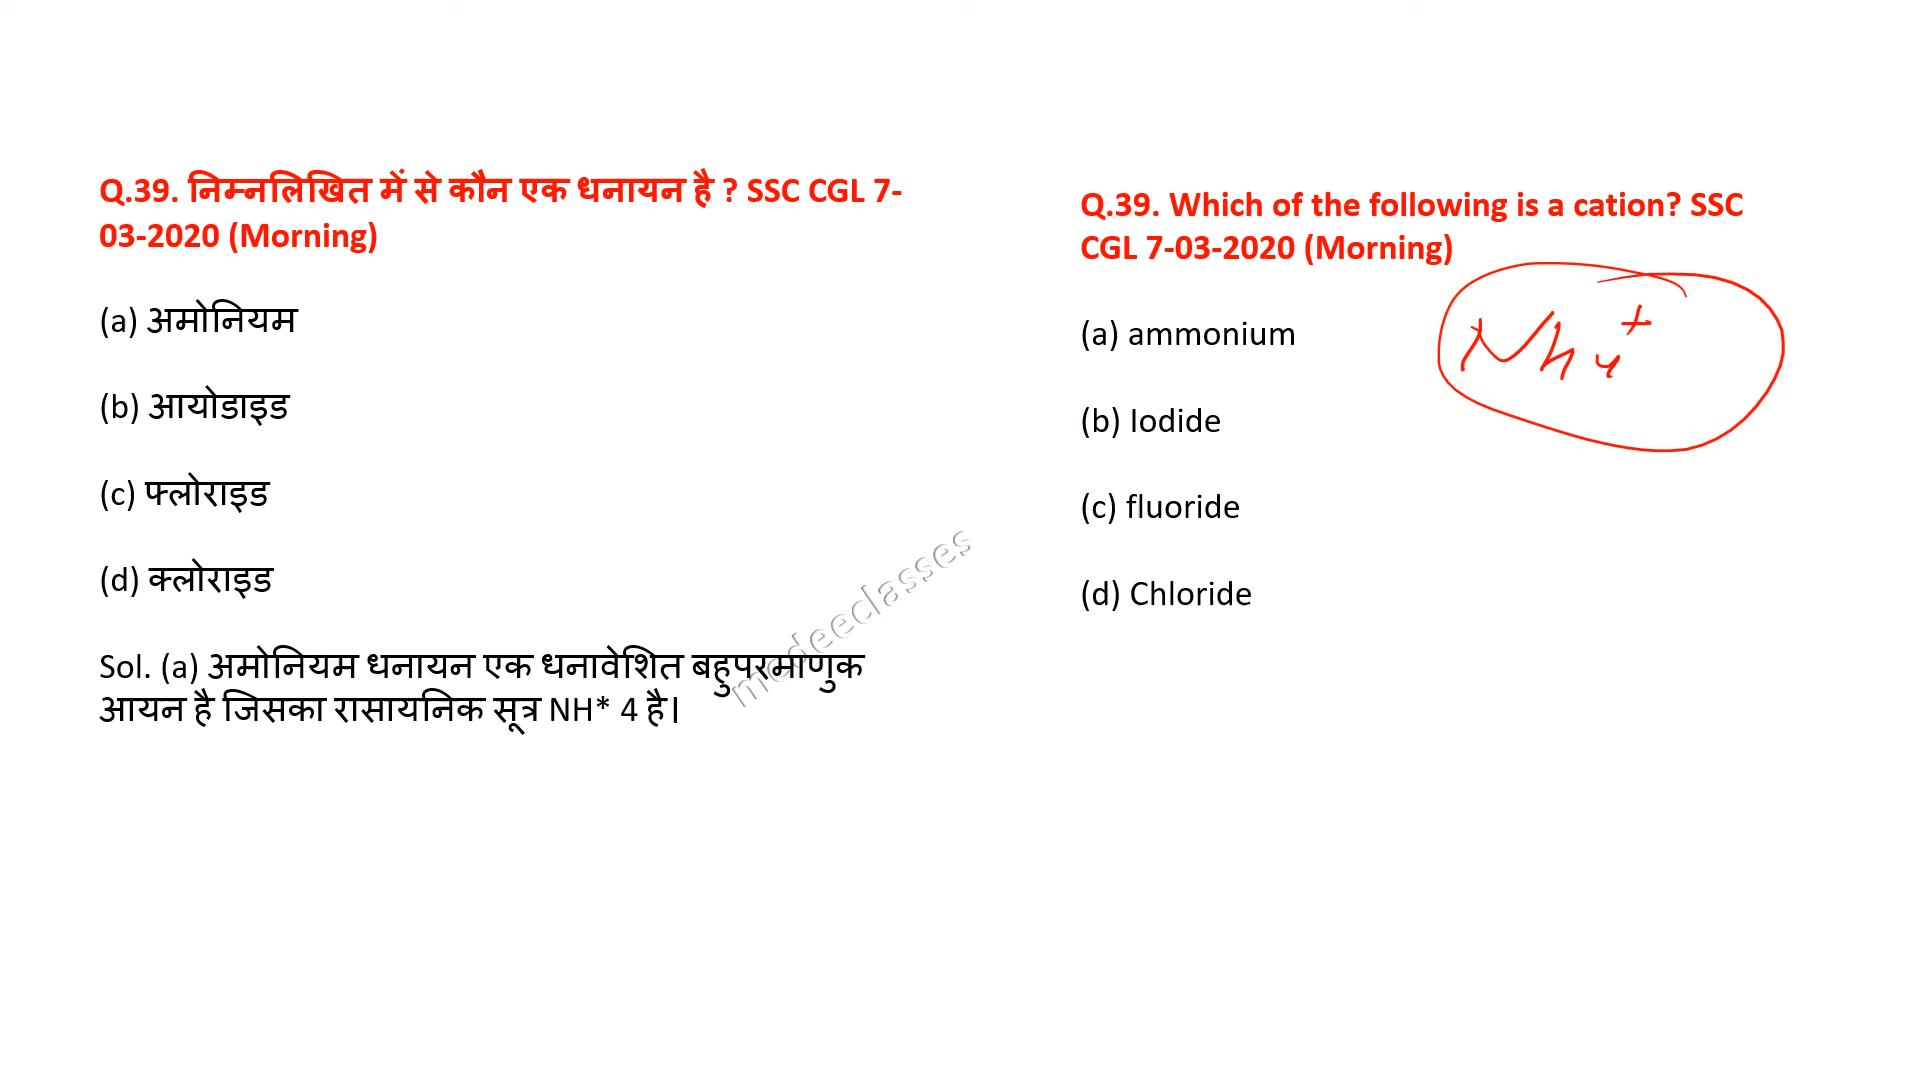 Q.39. निम्नलिखित में से कौन एक धनायन है ? SSC CGL 7-
03-2020 (Morning)
(a) अमोनियम
(b) आयोडाइड
(c) फ्लोराइड
(d) क्लोराइड
Sol. (a) अमोनियम धनायन एक धनावेशित बहुपरमाणुक
आयन है जिसका रासायनिक सूत्र NH* 4 है।
Q.39. Which of the following is a cation? SSC
CGL 7-03-2020 (Morning)
(a) ammonium
Nh4+
(b) Iodide
(c) fluoride
(d) Chloride